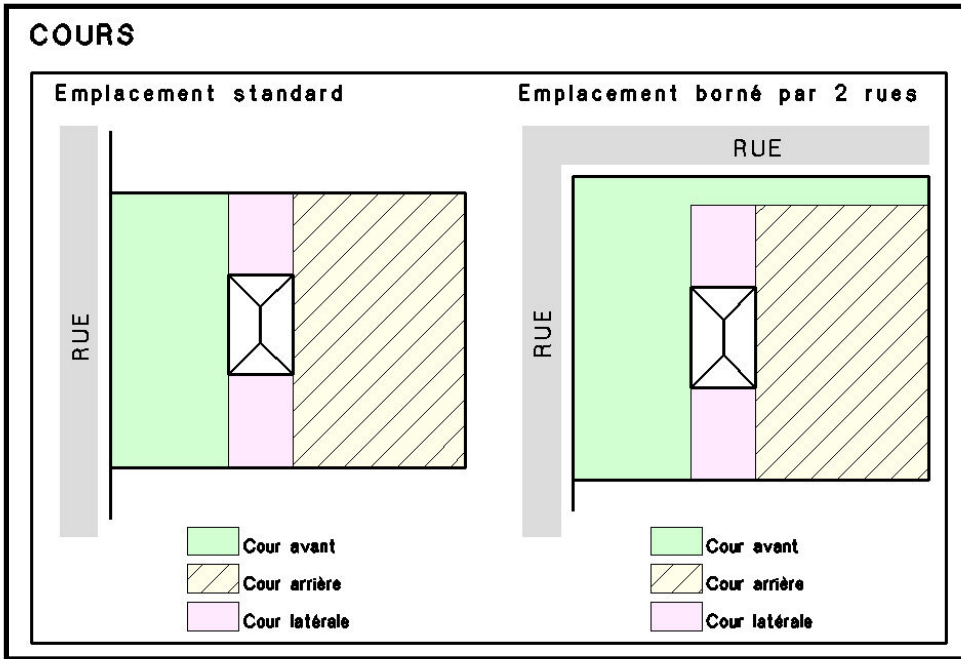 COURS
Emplacement standard
RUE
Cour avant
Cour arrière
Cour latérale
Emplacement borné par 2 rues
RUE
RUE
Cour avant
Cour arrière
Cour latérale